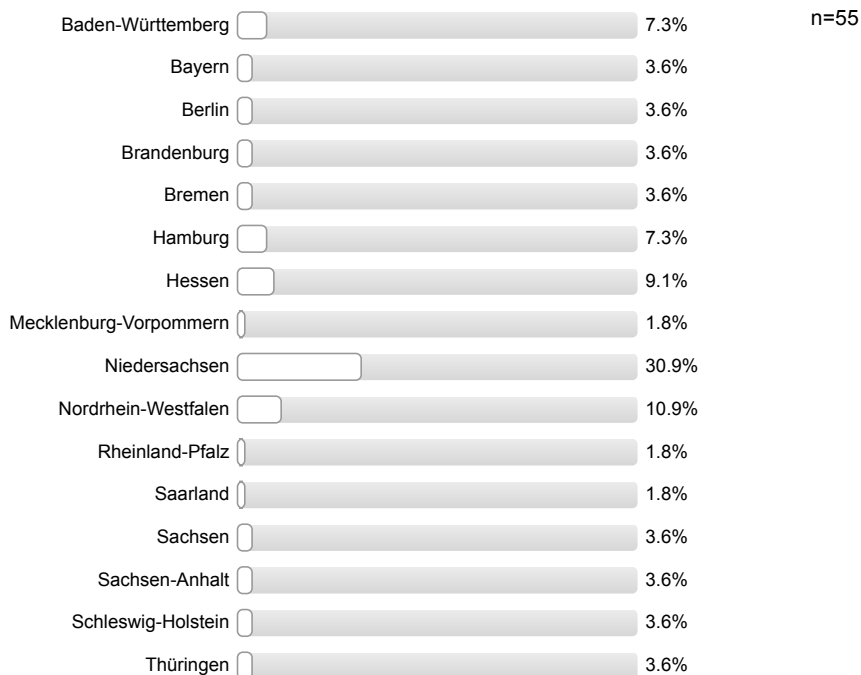 Baden-Württemberg 7.3% n=55
Bayern 3.6%
Berlin 3.6%
Brandenburg 3.6%
Bremen 3.6%
Hamburg 7.3%
Hessen 9.1%
Mecklenburg-Vorpommern 1.8%
Niedersachsen 30.9%
Nordrhein-Westfalen 10.9%
Rheinland-Pfalz 1.8%
Saarland 1.8%
Sachsen 3.6%
Sachsen-Anhalt 3.6%
Schleswig-Holstein 3.6%
Thüringen 3.6%